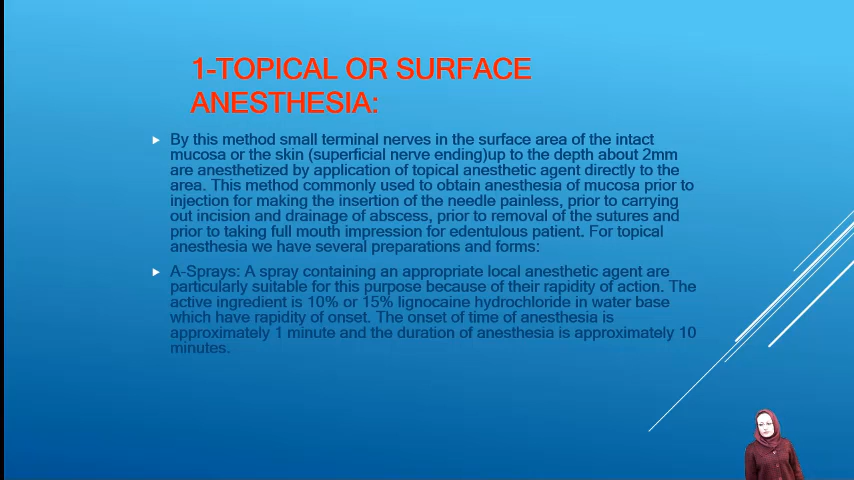 1-TOPICAL OR SURFACE
ANESTHESIA:
By this method small terminal nerves in the surface area of the intact
mucosa or the skin (superficial nerve ending)up to the depth about 2mm
are anesthetized by application of topical anesthetic agent directly to the
area. This method commonly used to obtain anesthesia of mucosa prior to
injection for making the insertion of the needle painless, prior to carrying
out incision and drainage of abscess, prior to removal of the sutures and
prior to taking full mouth impression for edentulous patient. For topical
anesthesia we have several preparations and forms:
A-Sprays: A spray containing an appropriate local anesthetic agent are
particularly suitable for this purpose because of their rapidity of action. The
active ingredient is 10% or 15% lignocaine hydrochloride in water base
which have rapidity of onset. The onset of time of anesthesia is
approximately 1 minute and the duration of anesthesia is approximately 10
minutes.